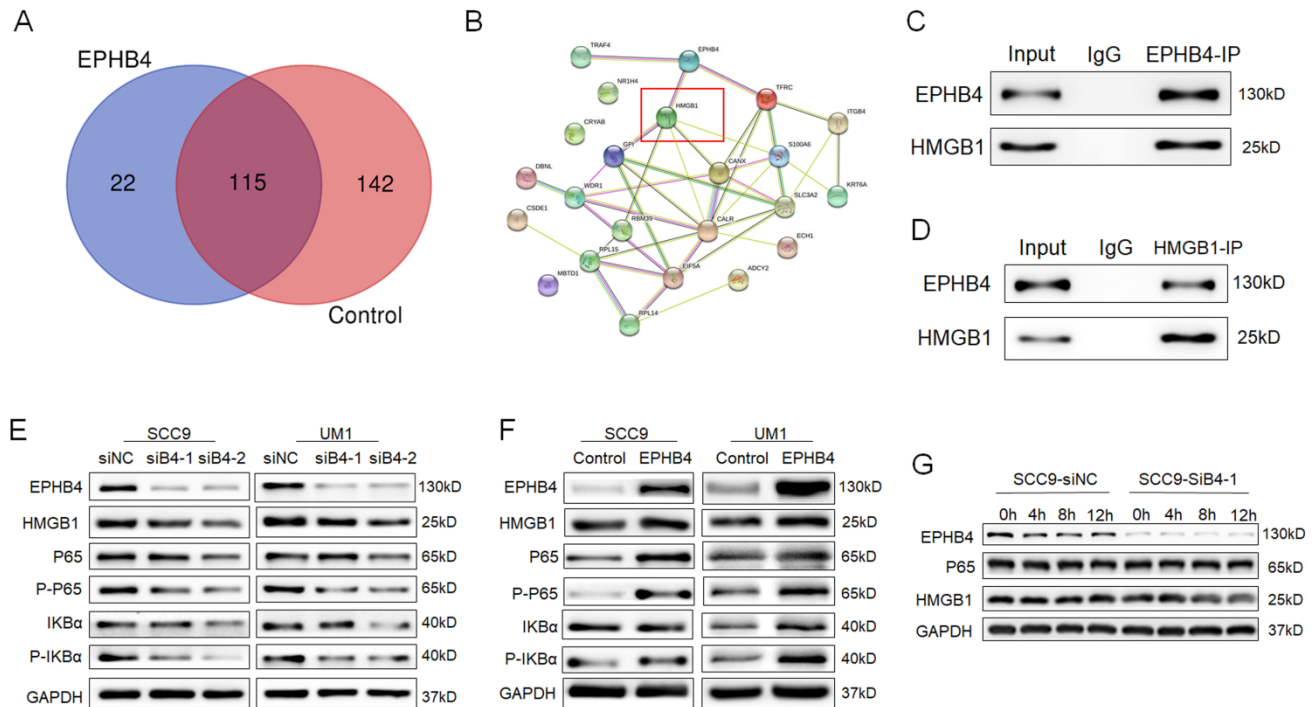 A
EPHB4
22
115
142
Control
B
TRAF4
EPHB4
NR1H4
HMGB1
TFRC
ITGB4
CRYAB
GPI
CANX
S100A6
DBNL
WDR1
SLC3A2
KRT6A
CSDE1
RBM39
CALR
RPL15
ECH1
MBTD1
EIF5A
ADCY2
RPL14
C
Input IgG EPHB4-IP
EPHB4 130kD
HMGB1 25kD
D
Input IgG HMGB1-IP
EPHB4 130kD
HMGB1 25kD
E
SCC9 UM1
siNC siB4-1 siB4-2 siNC siB4-1 siB4-2
EPHB4 130kD
HMGB1 25kD
P65 65kD
P-P65 65kD
IKBα 40kD
P-IKBα 40kD
GAPDH 37kD
F
SCC9 UM1
Control EPHB4 Control EPHB4
EPHB4 130kD
HMGB1 25kD
P65 65kD
P-P65 65kD
IKBα 40kD
P-IKBα 40kD
GAPDH 37kD
G
SCC9-siNC SCC9-SiB4-1
0h 4h 8h 12h 0h 4h 8h 12h
EPHB4 130kD
P65 65kD
HMGB1 25kD
GAPDH 37kD